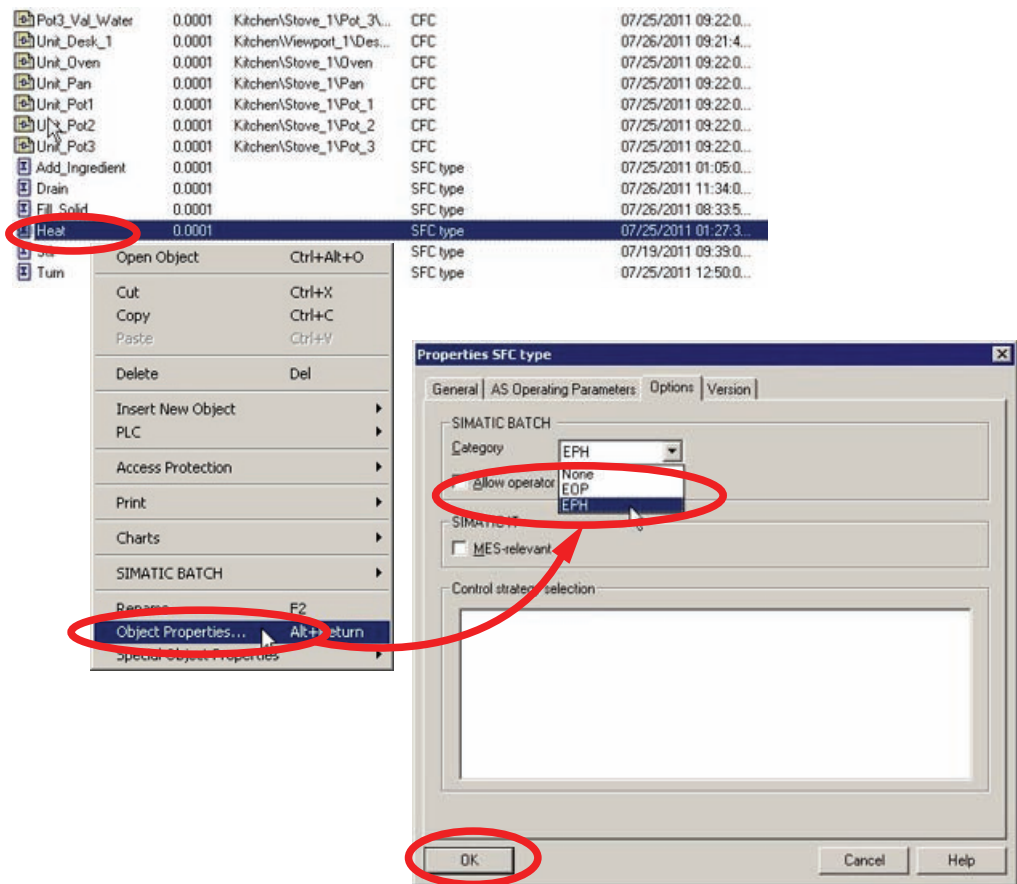 Pot3_Val_Water 0.0001 Kitchen\Stove_1\Pot_3\... CFC 07/25/2011 09:22:0...
Unit_Desk_1 0.0001 Kitchen\Viewport_1\Des... CFC 07/26/2011 09:21:4...
Unit_Oven 0.0001 Kitchen\Stove_1\Oven CFC 07/25/2011 09:22:0...
Unit_Pan 0.0001 Kitchen\Stove_1\Pan CFC 07/25/2011 09:22:0...
Unit_Pot1 0.0001 Kitchen\Stove_1\Pot_1 CFC 07/25/2011 09:22:0...
Unit_Pot2 0.0001 Kitchen\Stove_1\Pot_2 CFC 07/25/2011 09:22:0...
Unit_Pot3 0.0001 Kitchen\Stove_1\Pot_3 CFC 07/25/2011 09:22:0...
Add_Ingredient 0.0001 SFC type 07/25/2011 01:05:0...
Drain 0.0001 SFC type 07/26/2011 11:34:0...
Fill_Solid 0.0001 SFC type 07/26/2011 08:33:5...
Heat 0.0001 SFC type 07/25/2011 01:27:3...
SFC type 07/19/2011 09:39:0...
Turn SFC type 07/25/2011 12:50:0...
Open Object Ctrl+Alt+O
Cut Ctrl+X
Copy Ctrl+C
Paste Ctrl+V
Delete Del
Insert New Object
PLC
Access Protection
Print
Charts
SIMATIC BATCH
Rename F2
Object Properties... Alt+Return
Special Object Properties
Properties SFC type
General AS Operating Parameters Options Version
SIMATIC BATCH
Category EPH
None
Allow operator EOP
EPH
SIMATIC IT
MES-relevant
Control strategy selection
OK Cancel Help